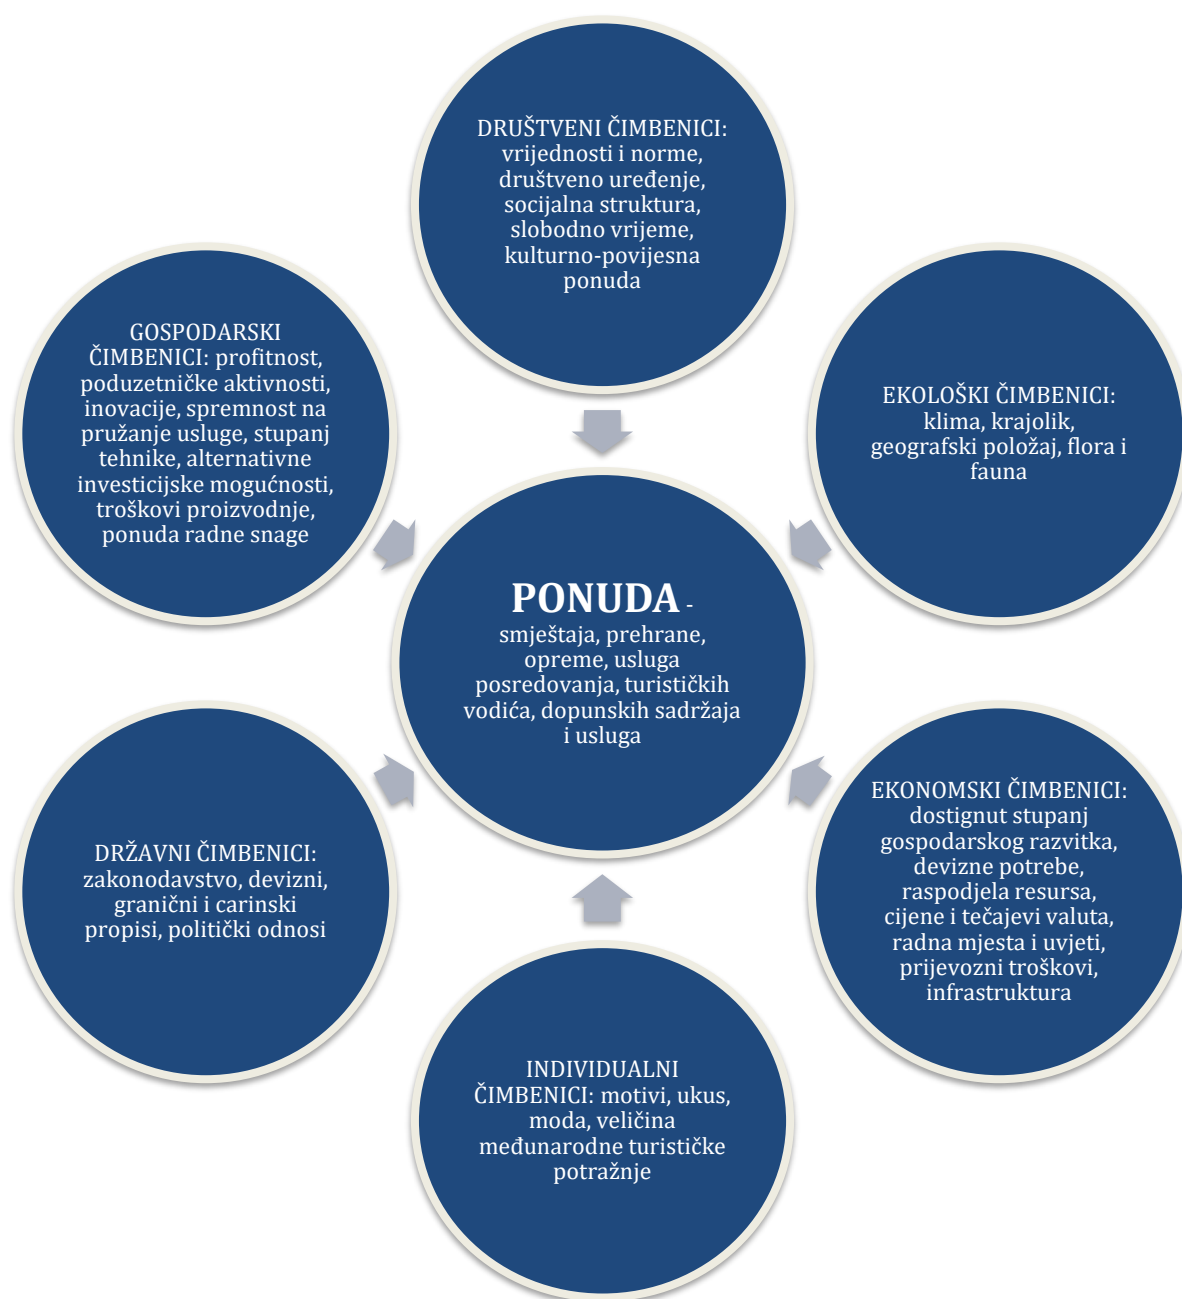 DRUŠTVENI ČIMBENICI:
vrijednosti i norme,
društveno uređenje,
socijalna struktura,
slobodno vrijeme,
kulturno-povijesna
ponuda
EKOLOŠKI ČIMBENICI:
klima, krajolik,
geografski položaj, flora i
fauna
EKONOMSKI ČIMBENICI:
dostignut stupanj
gospodarskog razvitka,
devizne potrebe,
raspodjela resursa,
cijene i tečajevi valuta,
radna mjesta i uvjeti,
prijevozni troškovi,
infrastruktura
INDIVIDUALNI
ČIMBENICI: motivi, ukus,
moda, veličina
međunarodne turističke
potražnje
DRŽAVNI ČIMBENICI:
zakonodavstvo, devizni,
granični i carinski
propisi, politički odnosi
GOSPODARSKI
ČIMBENICI: profitnost,
poduzetničke aktivnosti,
inovacije, spremnost na
pružanje usluge, stupanj
tehnike, alternativne
investicijske mogućnosti,
troškovi proizvodnje,
ponuda radne snage
PONUDA -
smještaja, prehrane,
opreme, usluga
posredovanja, turističkih
vodića, dopunskih sadržaja
i usluga